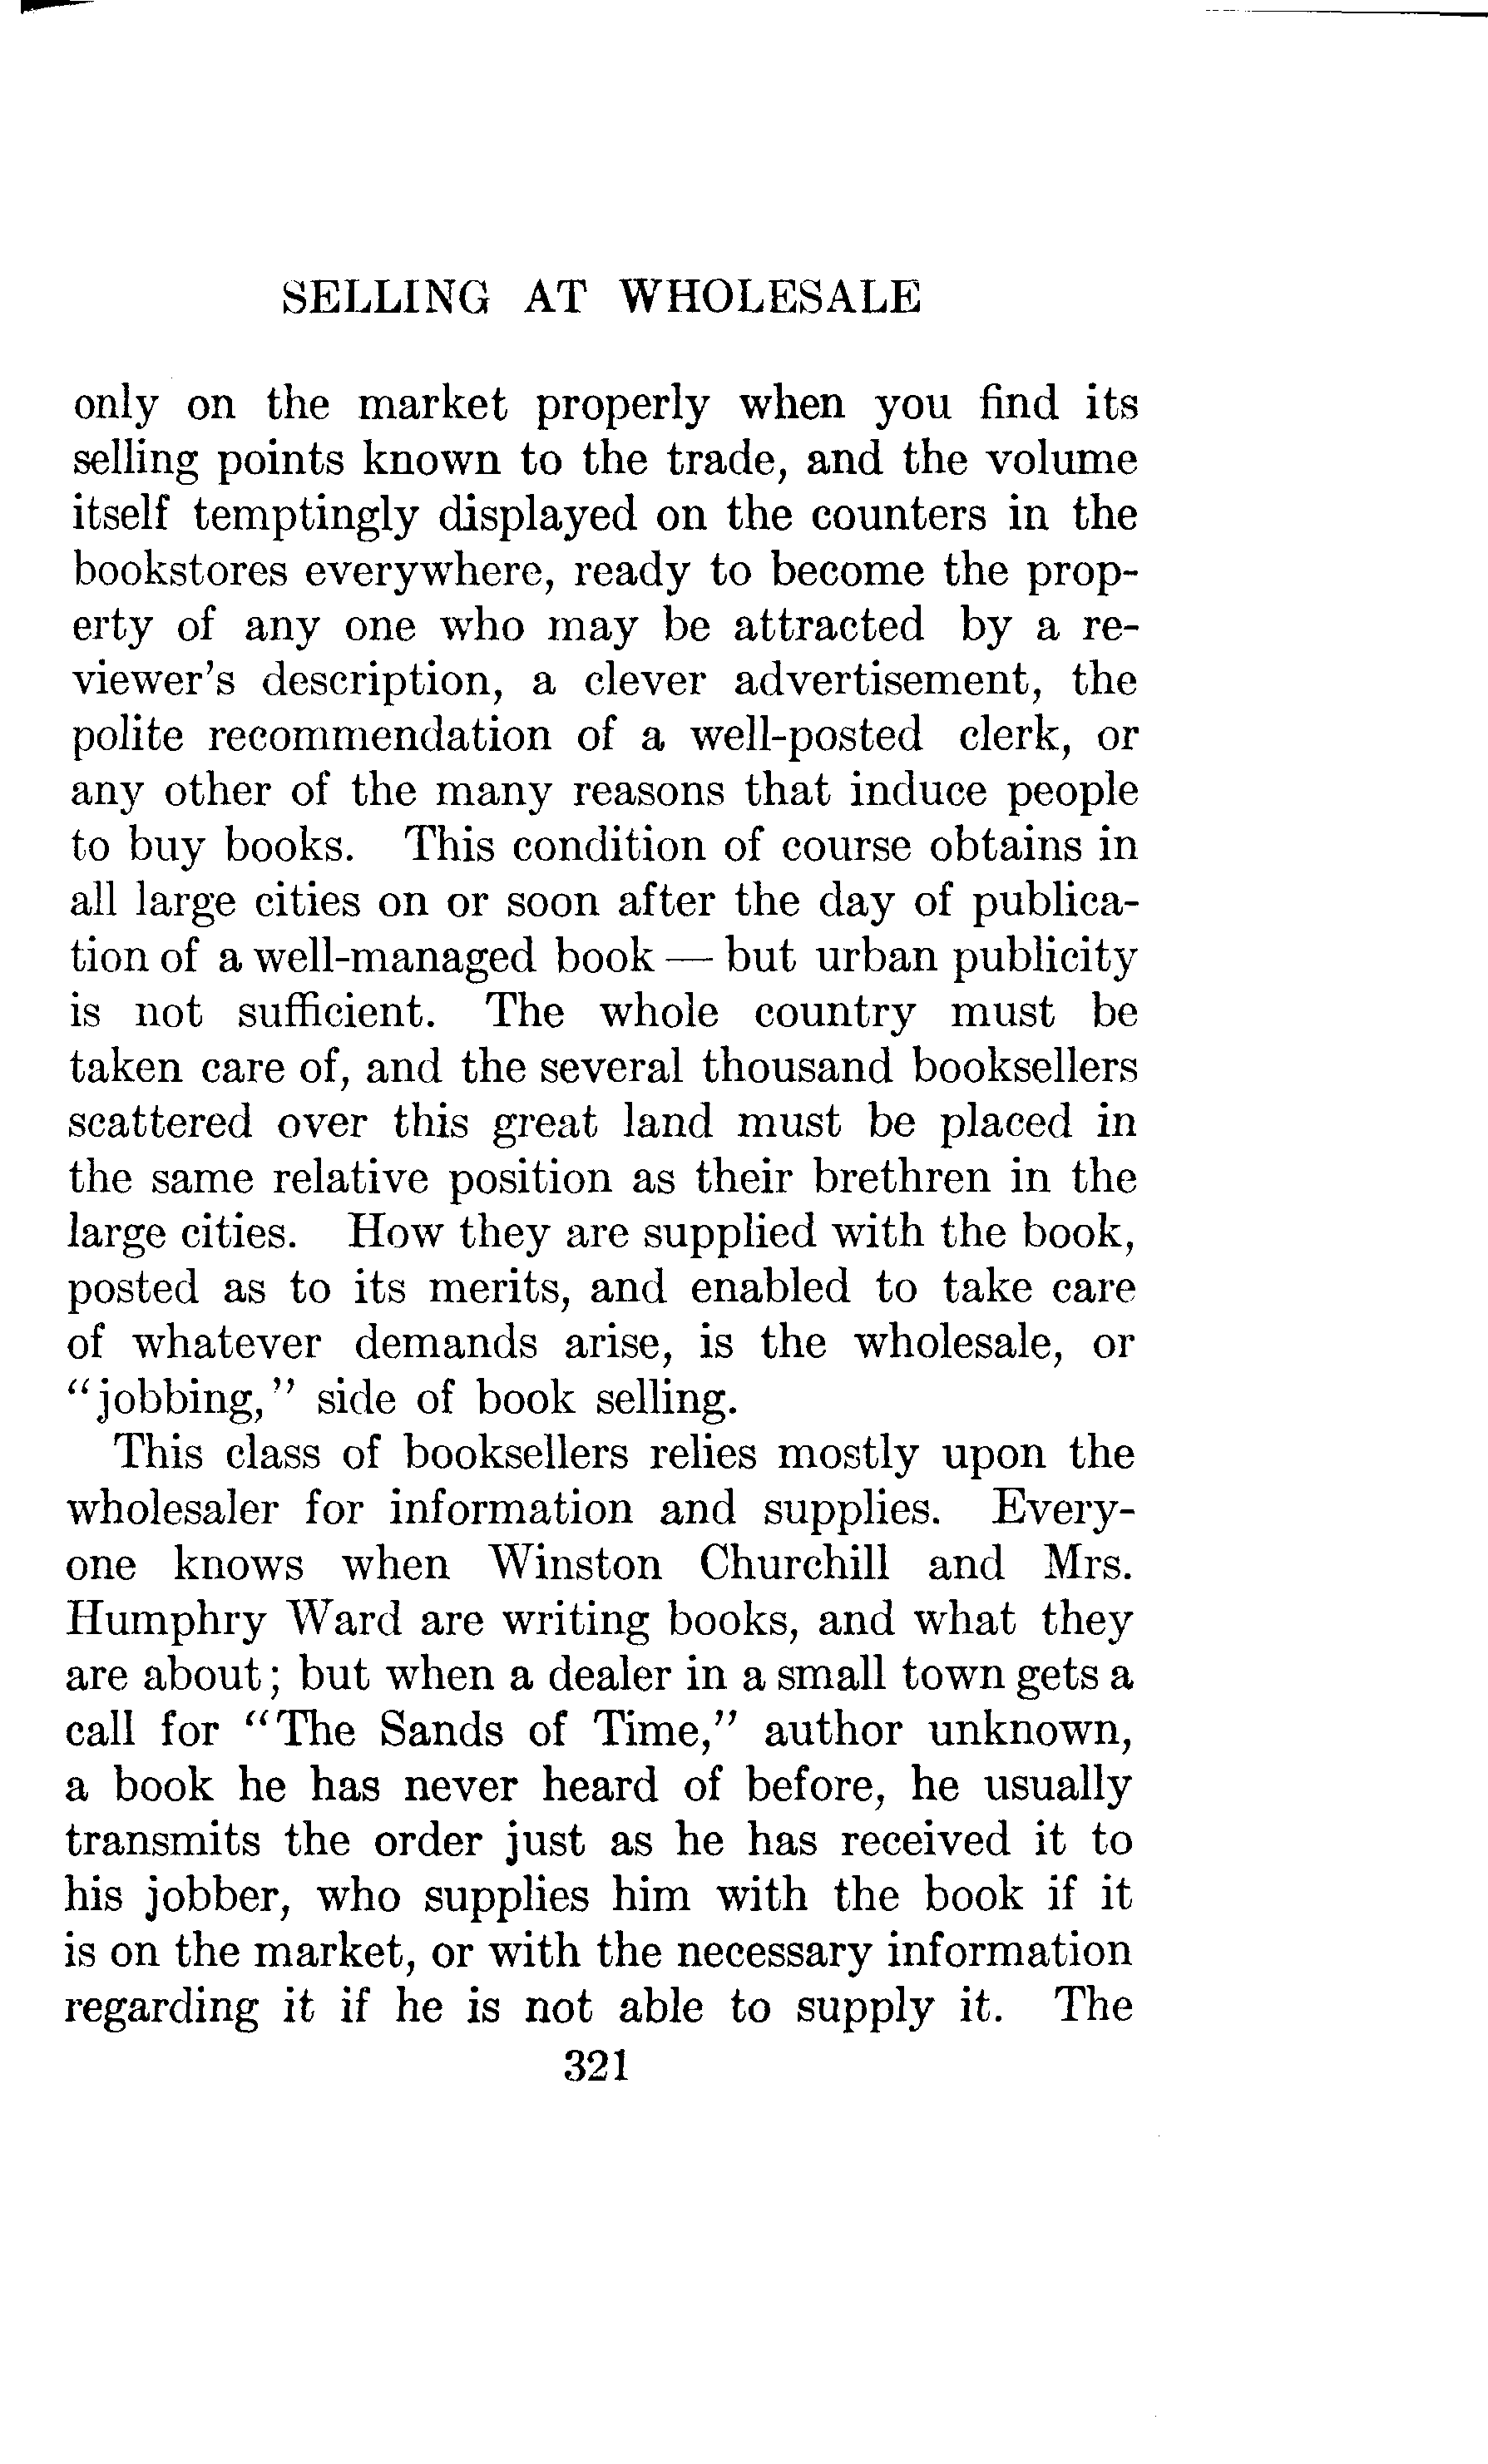 SELLING AT WHOLESALE
only on the market properly when you find its
selling points known to the trade, and the volume
itself temptingly displayed on the counters in the
bookstores everywhere, ready to become the prop-
erty of any one who may be attracted by a re-
viewer's description, a clever advertisement, the
polite recommendation of a well-posted clerk, or
any other of the many reasons that induce people
to buy books. This condition of course obtains in
all large cities on or soon after the day of publica-
tion of a well-managed book — but urban publicity
is not sufficient. The whole country must be
taken care of, and the several thousand booksellers
scattered over this great land must be placed in
the same relative position as their brethren in the
large cities. How they are supplied with the book,
posted as to its merits, and enabled to take care
of whatever demands arise, is the wholesale, or
"jobbing," side of book selling.
This class of booksellers relies mostly upon the
wholesaler for information and supplies. Every-
one knows when Winston Churchill and Mrs.
Humphry Ward are writing books, and what they
are about; but when a dealer in a small town gets a
call for "The Sands of Time," author unknown,
a book he has never heard of before, he usually
transmits the order just as he has received it to
his jobber, who supplies him with the book if it
is on the market, or with the necessary information
regarding it if he is not able to supply it. The
321